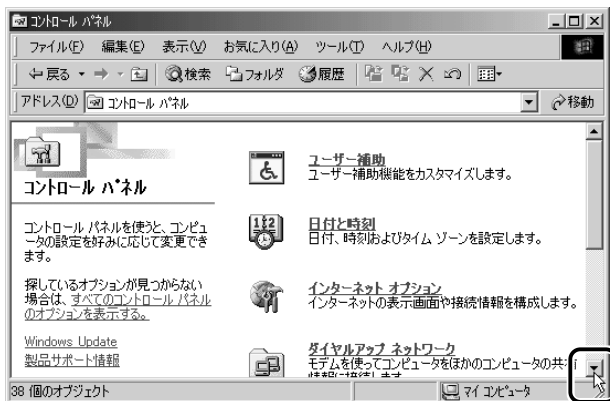 コントロール パネル
ファイル(F) 編集(E) 表示(V) お気に入り(A) ツール(T) ヘルプ(H)
戻る 検索 フォルダ 履歴
アドレス(D) コントロール パネル 移動
コントロール パネル
コントロール パネルを使うと、コンピュ
ータの設定を好みに応じて変更でき
ます。
探しているオプションが見つからない
場合は、すべてのコントロール パネル
のオプションを表示する。
Windows Update
製品サポート情報
ユーザー補助
ユーザー補助機能をカスタマイズします。
日付と時刻
日付、時刻およびタイム ゾーンを設定します。
インターネット オプション
インターネットの表示画面や接続情報を構成します。
ダイヤルアップ ネットワーク
モデムを使ってコンピュータをほかのコンピュータの共有
情報に接続します
38 個のオブジェクト マイ コンピュータ